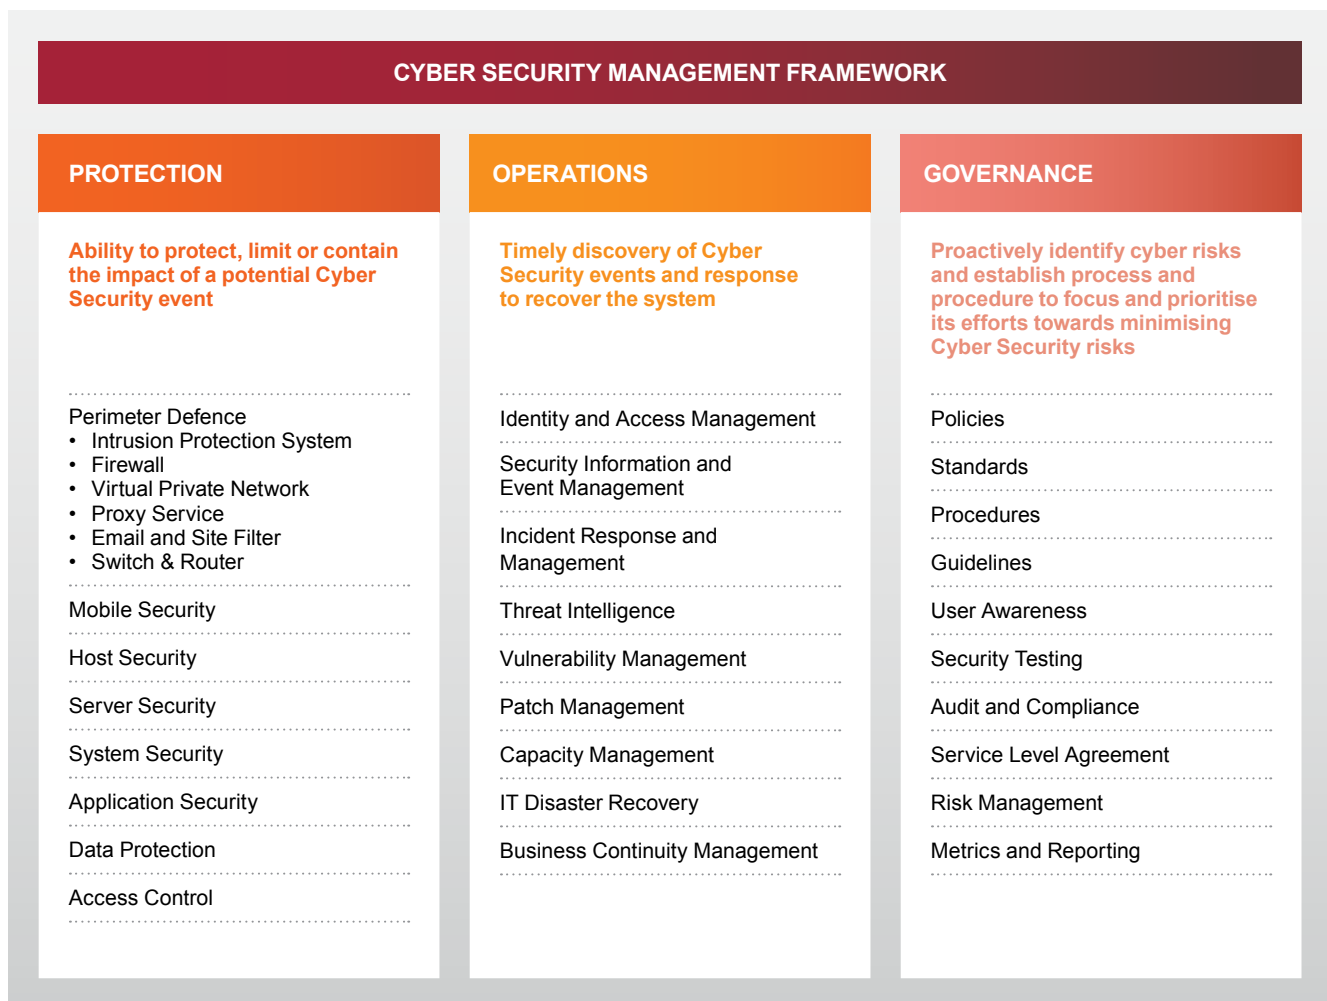 CYBER SECURITY MANAGEMENT FRAMEWORK
PROTECTION
Ability to protect, limit or contain
the impact of a potential Cyber
Security event
Perimeter Defence
• Intrusion Protection System
• Firewall
• Virtual Private Network
• Proxy Service
• Email and Site Filter
• Switch & Router
Mobile Security
Host Security
Server Security
System Security
Application Security
Data Protection
Access Control
OPERATIONS
Timely discovery of Cyber
Security events and response
to recover the system
Identity and Access Management
Security Information and
Event Management
Incident Response and
Management
Threat Intelligence
Vulnerability Management
Patch Management
Capacity Management
IT Disaster Recovery
Business Continuity Management
GOVERNANCE
Proactively identify cyber risks
and establish process and
procedure to focus and prioritise
its efforts towards minimising
Cyber Security risks
Policies
Standards
Procedures
Guidelines
User Awareness
Security Testing
Audit and Compliance
Service Level Agreement
Risk Management
Metrics and Reporting